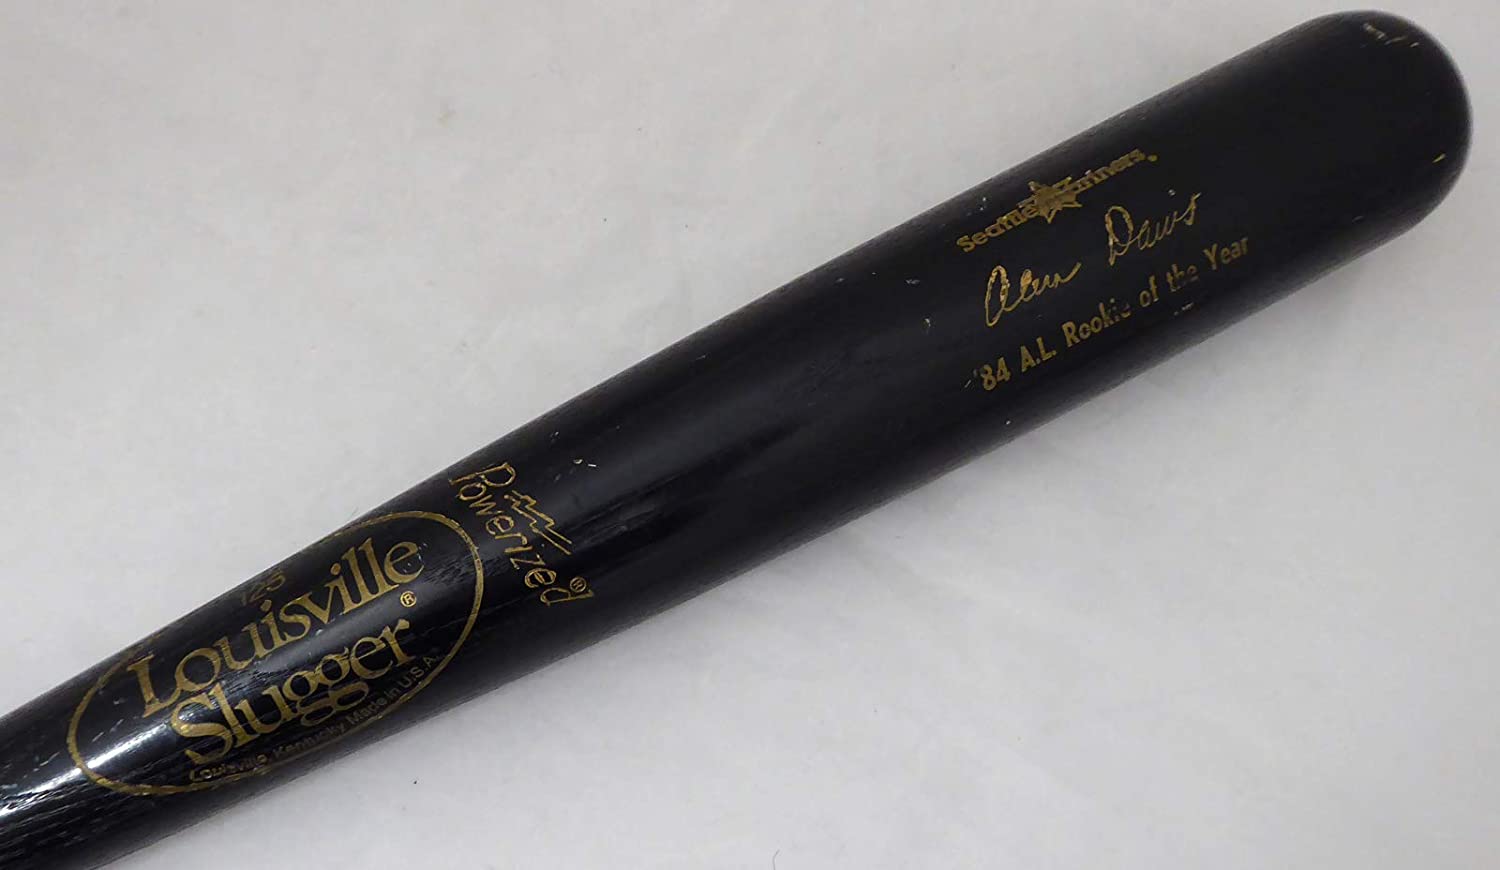 Seattle Mariners.
Alvin Davis
'84 A.L. Rookie of the Year
Powerized®
125
Louisville
Slugger®
Louisville, Kentucky Made in U.S.A.